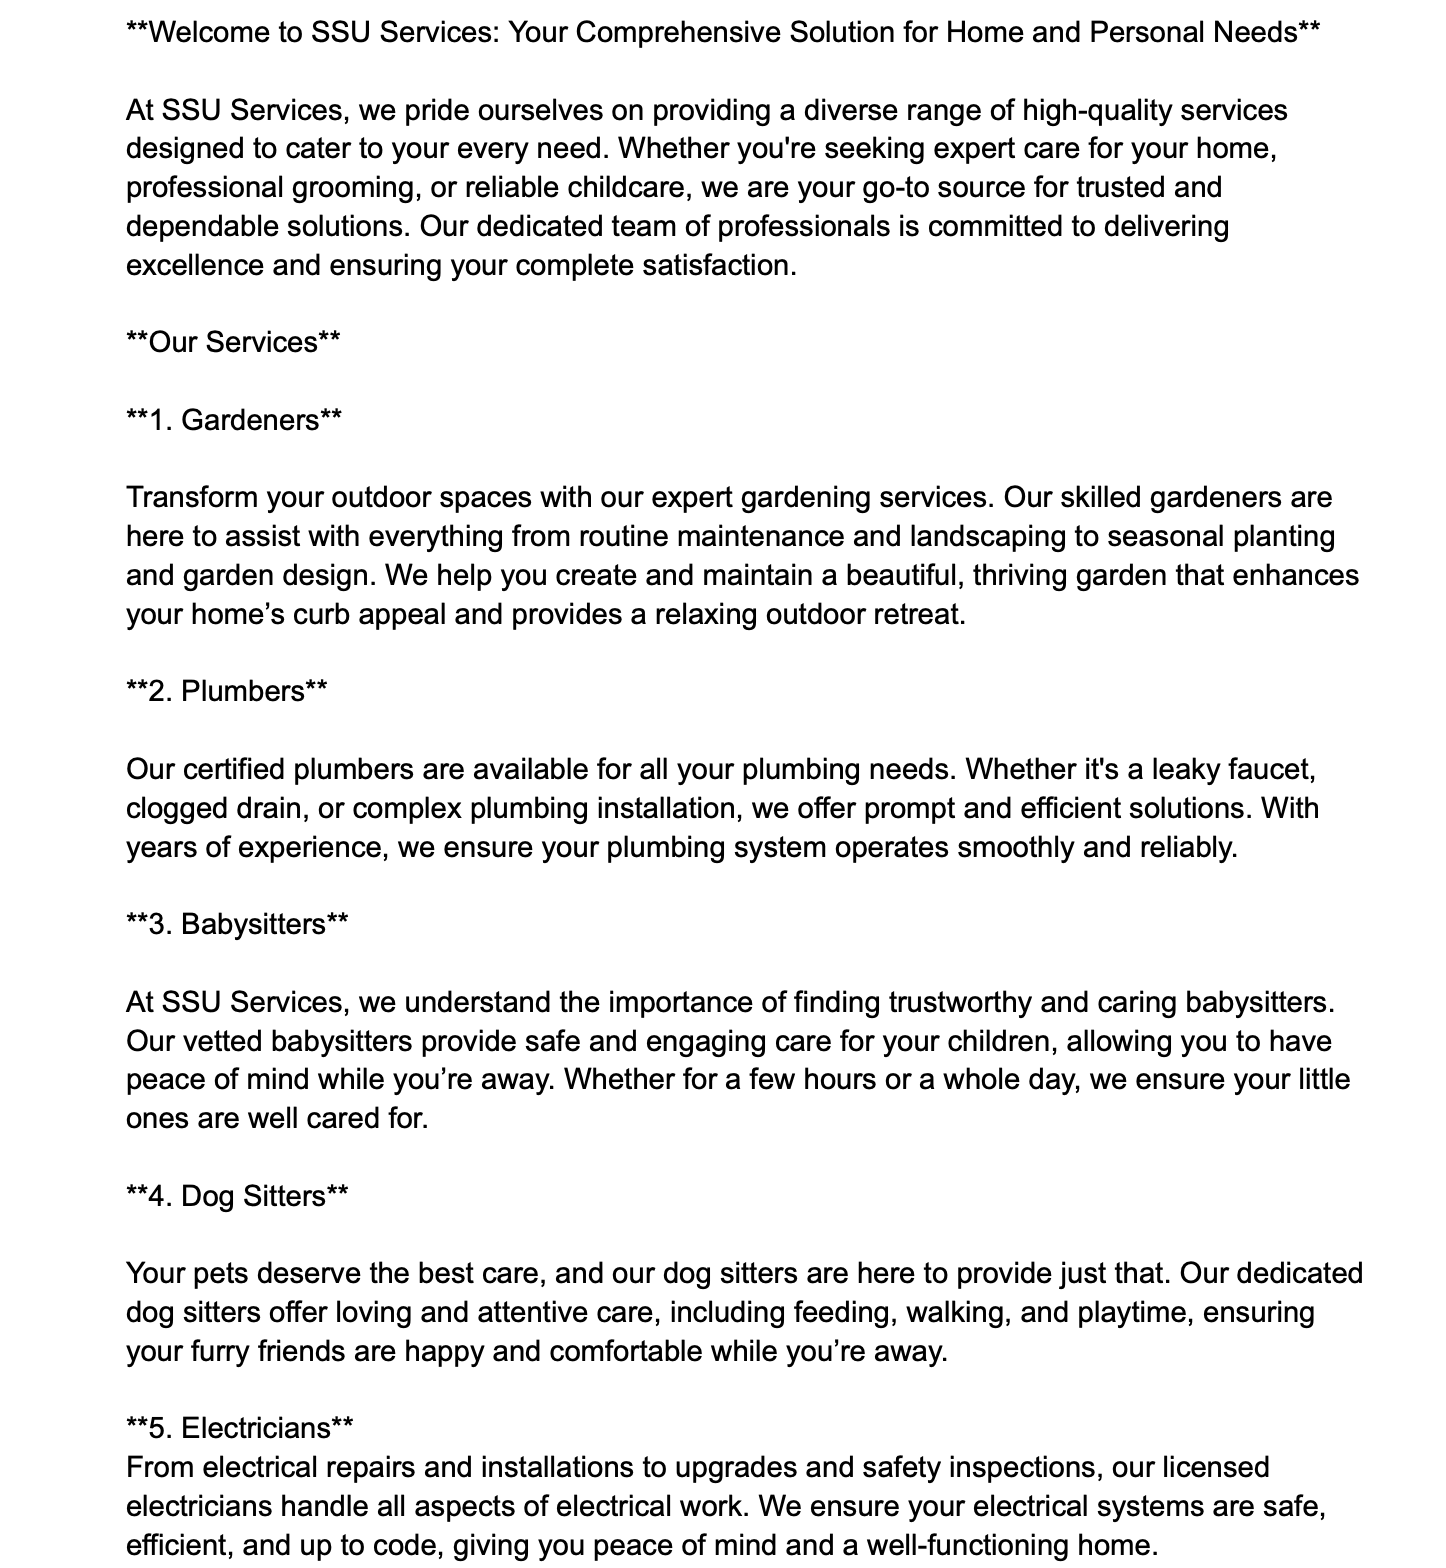 **Welcome to SSU Services: Your Comprehensive Solution for Home and Personal Needs**
At SSU Services, we pride ourselves on providing a diverse range of high-quality services
designed to cater to your every need. Whether you're seeking expert care for your home,
professional grooming, or reliable childcare, we are your go-to source for trusted and
dependable solutions. Our dedicated team of professionals is committed to delivering
excellence and ensuring your complete satisfaction.
**Our Services**
**1. Gardeners**
Transform your outdoor spaces with our expert gardening services. Our skilled gardeners are
here to assist with everything from routine maintenance and landscaping to seasonal planting
and garden design. We help you create and maintain a beautiful, thriving garden that enhances
your home’s curb appeal and provides a relaxing outdoor retreat.
**2. Plumbers**
Our certified plumbers are available for all your plumbing needs. Whether it's a leaky faucet,
clogged drain, or complex plumbing installation, we offer prompt and efficient solutions. With
years of experience, we ensure your plumbing system operates smoothly and reliably.
**3. Babysitters**
At SSU Services, we understand the importance of finding trustworthy and caring babysitters.
Our vetted babysitters provide safe and engaging care for your children, allowing you to have
peace of mind while you’re away. Whether for a few hours or a whole day, we ensure your little
ones are well cared for.
**4. Dog Sitters**
Your pets deserve the best care, and our dog sitters are here to provide just that. Our dedicated
dog sitters offer loving and attentive care, including feeding, walking, and playtime, ensuring
your furry friends are happy and comfortable while you’re away.
**5. Electricians**
From electrical repairs and installations to upgrades and safety inspections, our licensed
electricians handle all aspects of electrical work. We ensure your electrical systems are safe,
efficient, and up to code, giving you peace of mind and a well-functioning home.